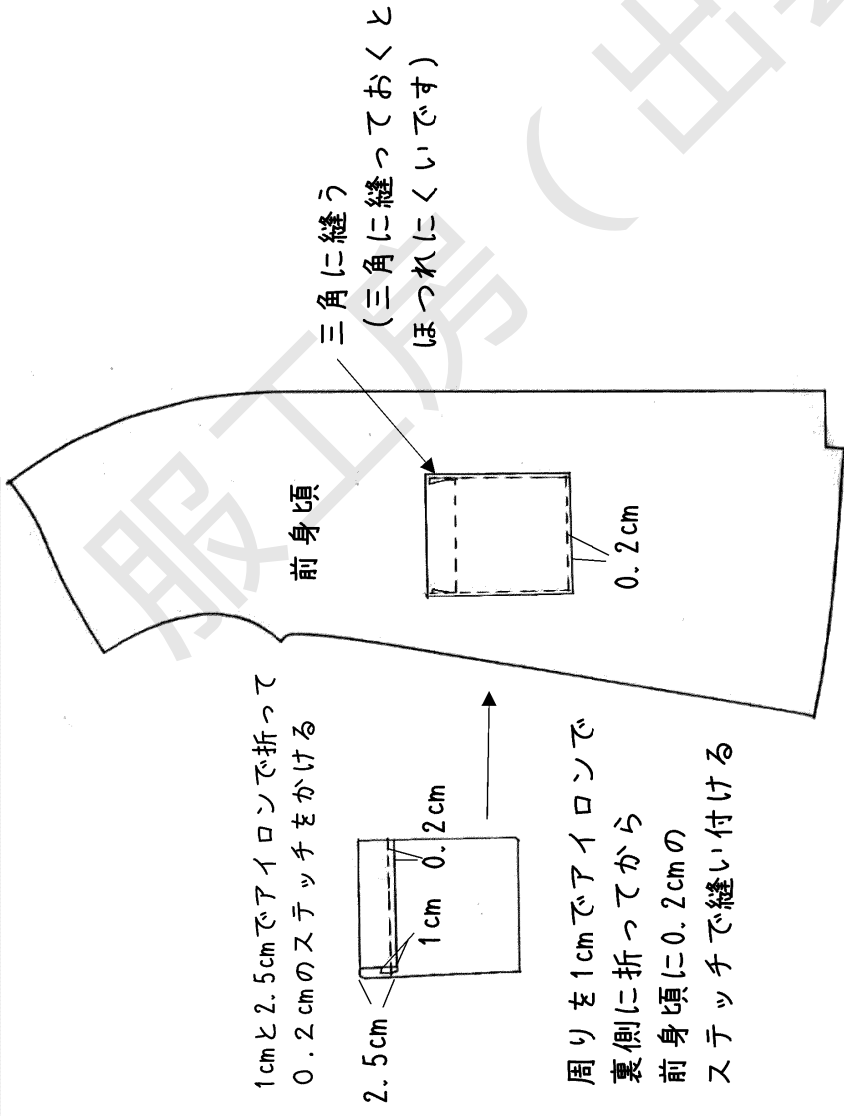 1cmと2.5cmでアイロンで折って
0.2cmのステッチをかける
2.5cm
1cm
0.2cm
周りを1cmでアイロンで
裏側に折ってから
前身頃に0.2cmの
ステッチで縫い付ける
前身頃
0.2cm
三角に縫う
(三角に縫っておくと
ほつれにくいです)
服工房(出